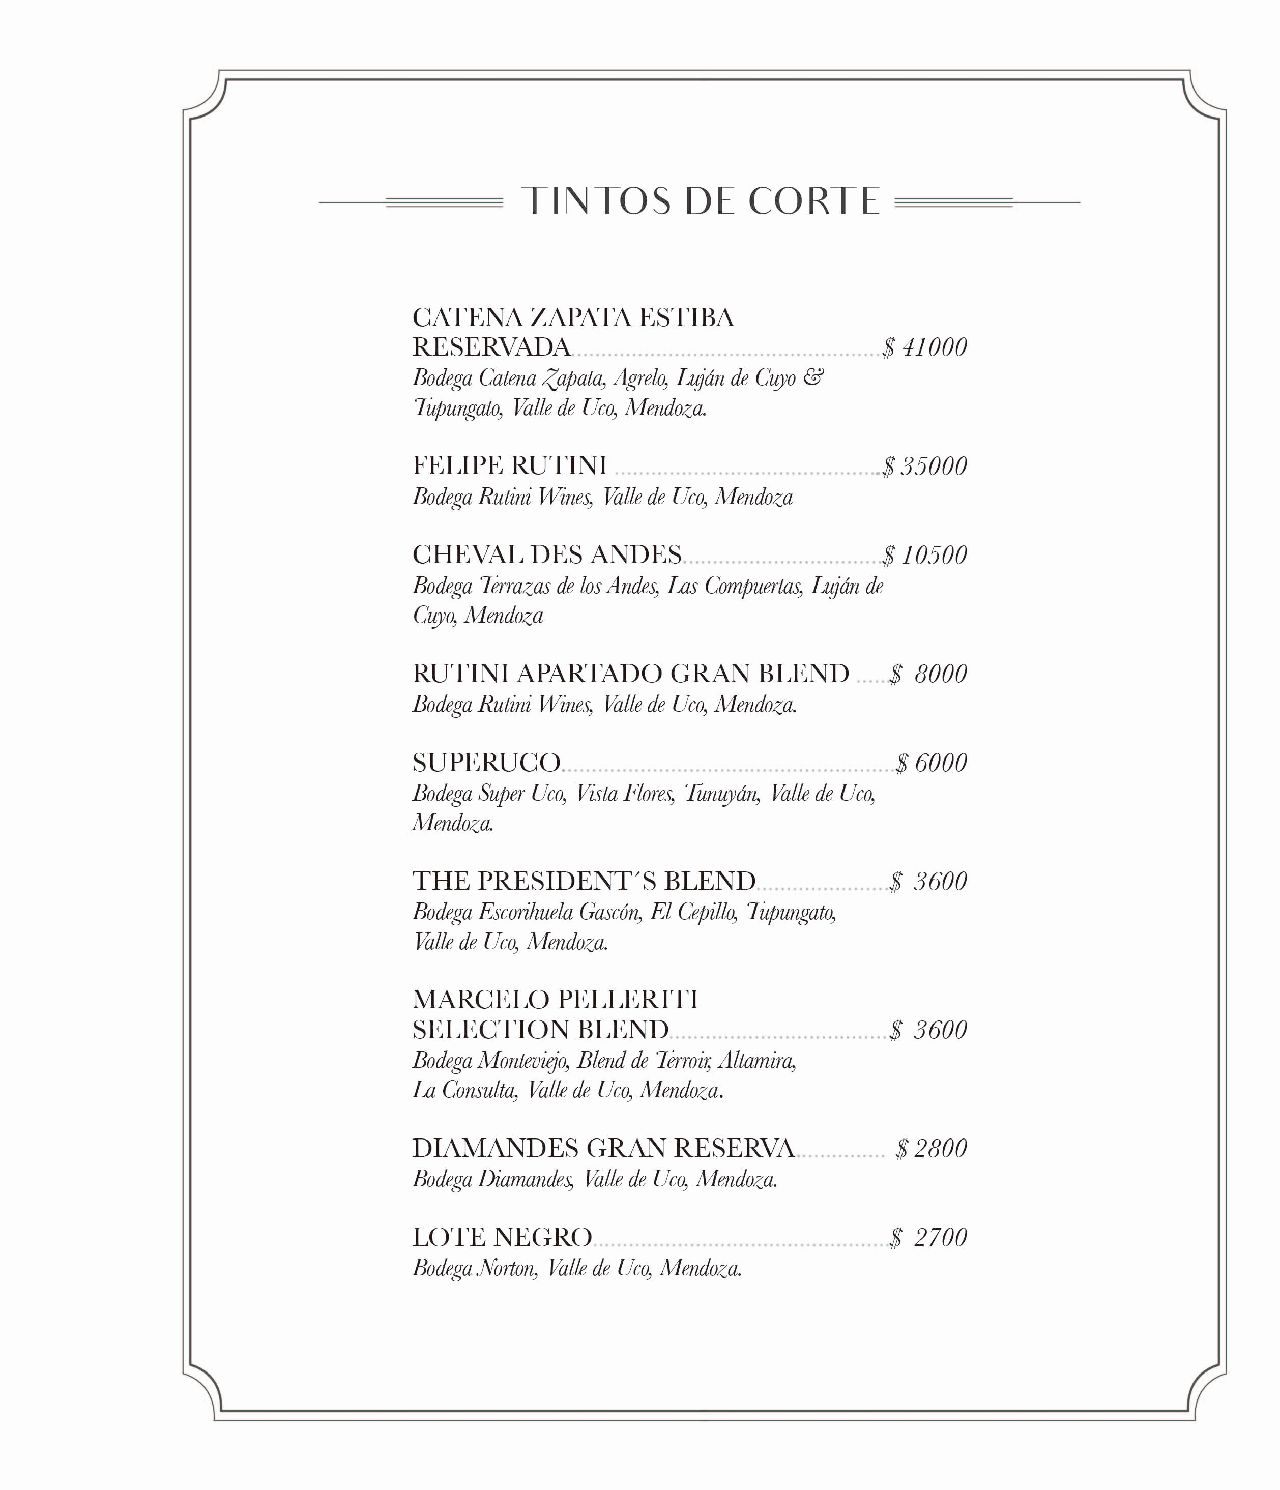 TINTOS DE CORTE
CATENA ZAPATA ESTIBA
RESERVADA....................................................$ 41000
Bodega Catena Zapata, Agrelo, Luján de Cuyo &
Tupungato, Valle de Uco, Mendoza.
FELIPE RUTINI .............................................$ 35000
Bodega Rutini Wines, Valle de Uco, Mendoza
CHEVAL DES ANDES.................................$ 10500
Bodega Terrazas de los Andes, Las Compuertas, Luján de
Cuyo, Mendoza
RUTINI APARTADO GRAN BLEND ......$ 8000
Bodega Rutini Wines, Valle de Uco, Mendoza.
SUPERUCO........................................................$ 6000
Bodega Super Uco, Vista Flores, Tunuyán, Valle de Uco,
Mendoza.
THE PRESIDENT´S BLEND......................$ 3600
Bodega Escorihuela Gascón, El Cepillo, Tupungato,
Valle de Uco, Mendoza.
MARCELO PELLERITI
SELECTION BLEND.....................................$ 3600
Bodega Monteviejo, Blend de Terroir, Altamira,
La Consulta, Valle de Uco, Mendoza.
DIAMANDES GRAN RESERVA............... $ 2800
Bodega Diamandes, Valle de Uco, Mendoza.
LOTE NEGRO.................................................$ 2700
Bodega Norton, Valle de Uco, Mendoza.